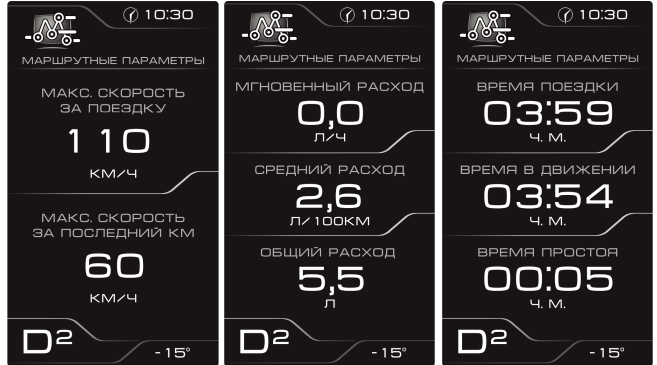 10:30
МАРШРУТНЫЕ ПАРАМЕТРЫ
МАКС. СКОРОСТЬ
ЗА ПОЕЗДКУ
110
КМ/Ч
МАКС. СКОРОСТЬ
ЗА ПОСЛЕДНИЙ КМ
60
КМ/Ч
D²
-15°
10:30
МАРШРУТНЫЕ ПАРАМЕТРЫ
МГНОВЕННЫЙ РАСХОД
0,0
Л/Ч
СРЕДНИЙ РАСХОД
2,6
Л/100КМ
ОБЩИЙ РАСХОД
5,5
Л
D²
-15°
10:30
МАРШРУТНЫЕ ПАРАМЕТРЫ
ВРЕМЯ ПОЕЗДКИ
03:59
Ч. М.
ВРЕМЯ В ДВИЖЕНИИ
03:54
Ч. М.
ВРЕМЯ ПРОСТОЯ
00:05
Ч. М.
D²
-15°